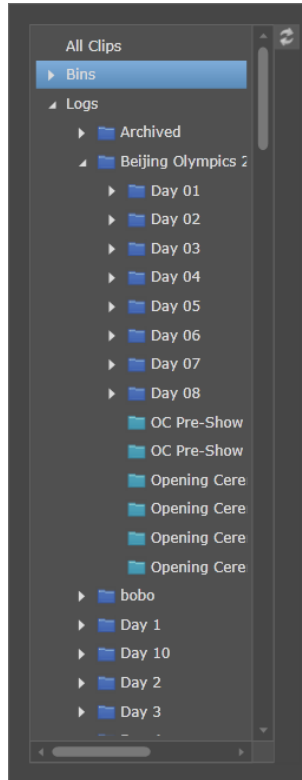 All Clips
Bins
Logs
Archived
Beijing Olympics 2
Day 01
Day 02
Day 03
Day 04
Day 05
Day 06
Day 07
Day 08
OC Pre-Show
OC Pre-Show
Opening Cere
Opening Cere
Opening Cere
Opening Cere
bobo
Day 1
Day 10
Day 2
Day 3